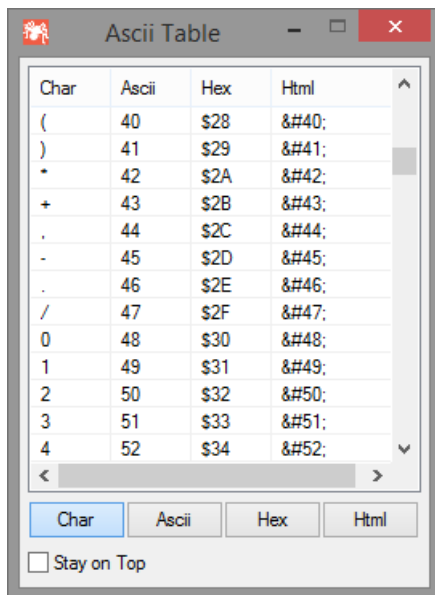 Ascii Table
Char Ascii Hex Html
( 40 $28 &#40;
) 41 $29 &#41;
* 42 $2A &#42;
+ 43 $2B &#43;
, 44 $2C &#44;
- 45 $2D &#45;
. 46 $2E &#46;
/ 47 $2F &#47;
0 48 $30 &#48;
1 49 $31 &#49;
2 50 $32 &#50;
3 51 $33 &#51;
4 52 $34 &#52;
Char Ascii Hex Html
Stay on Top